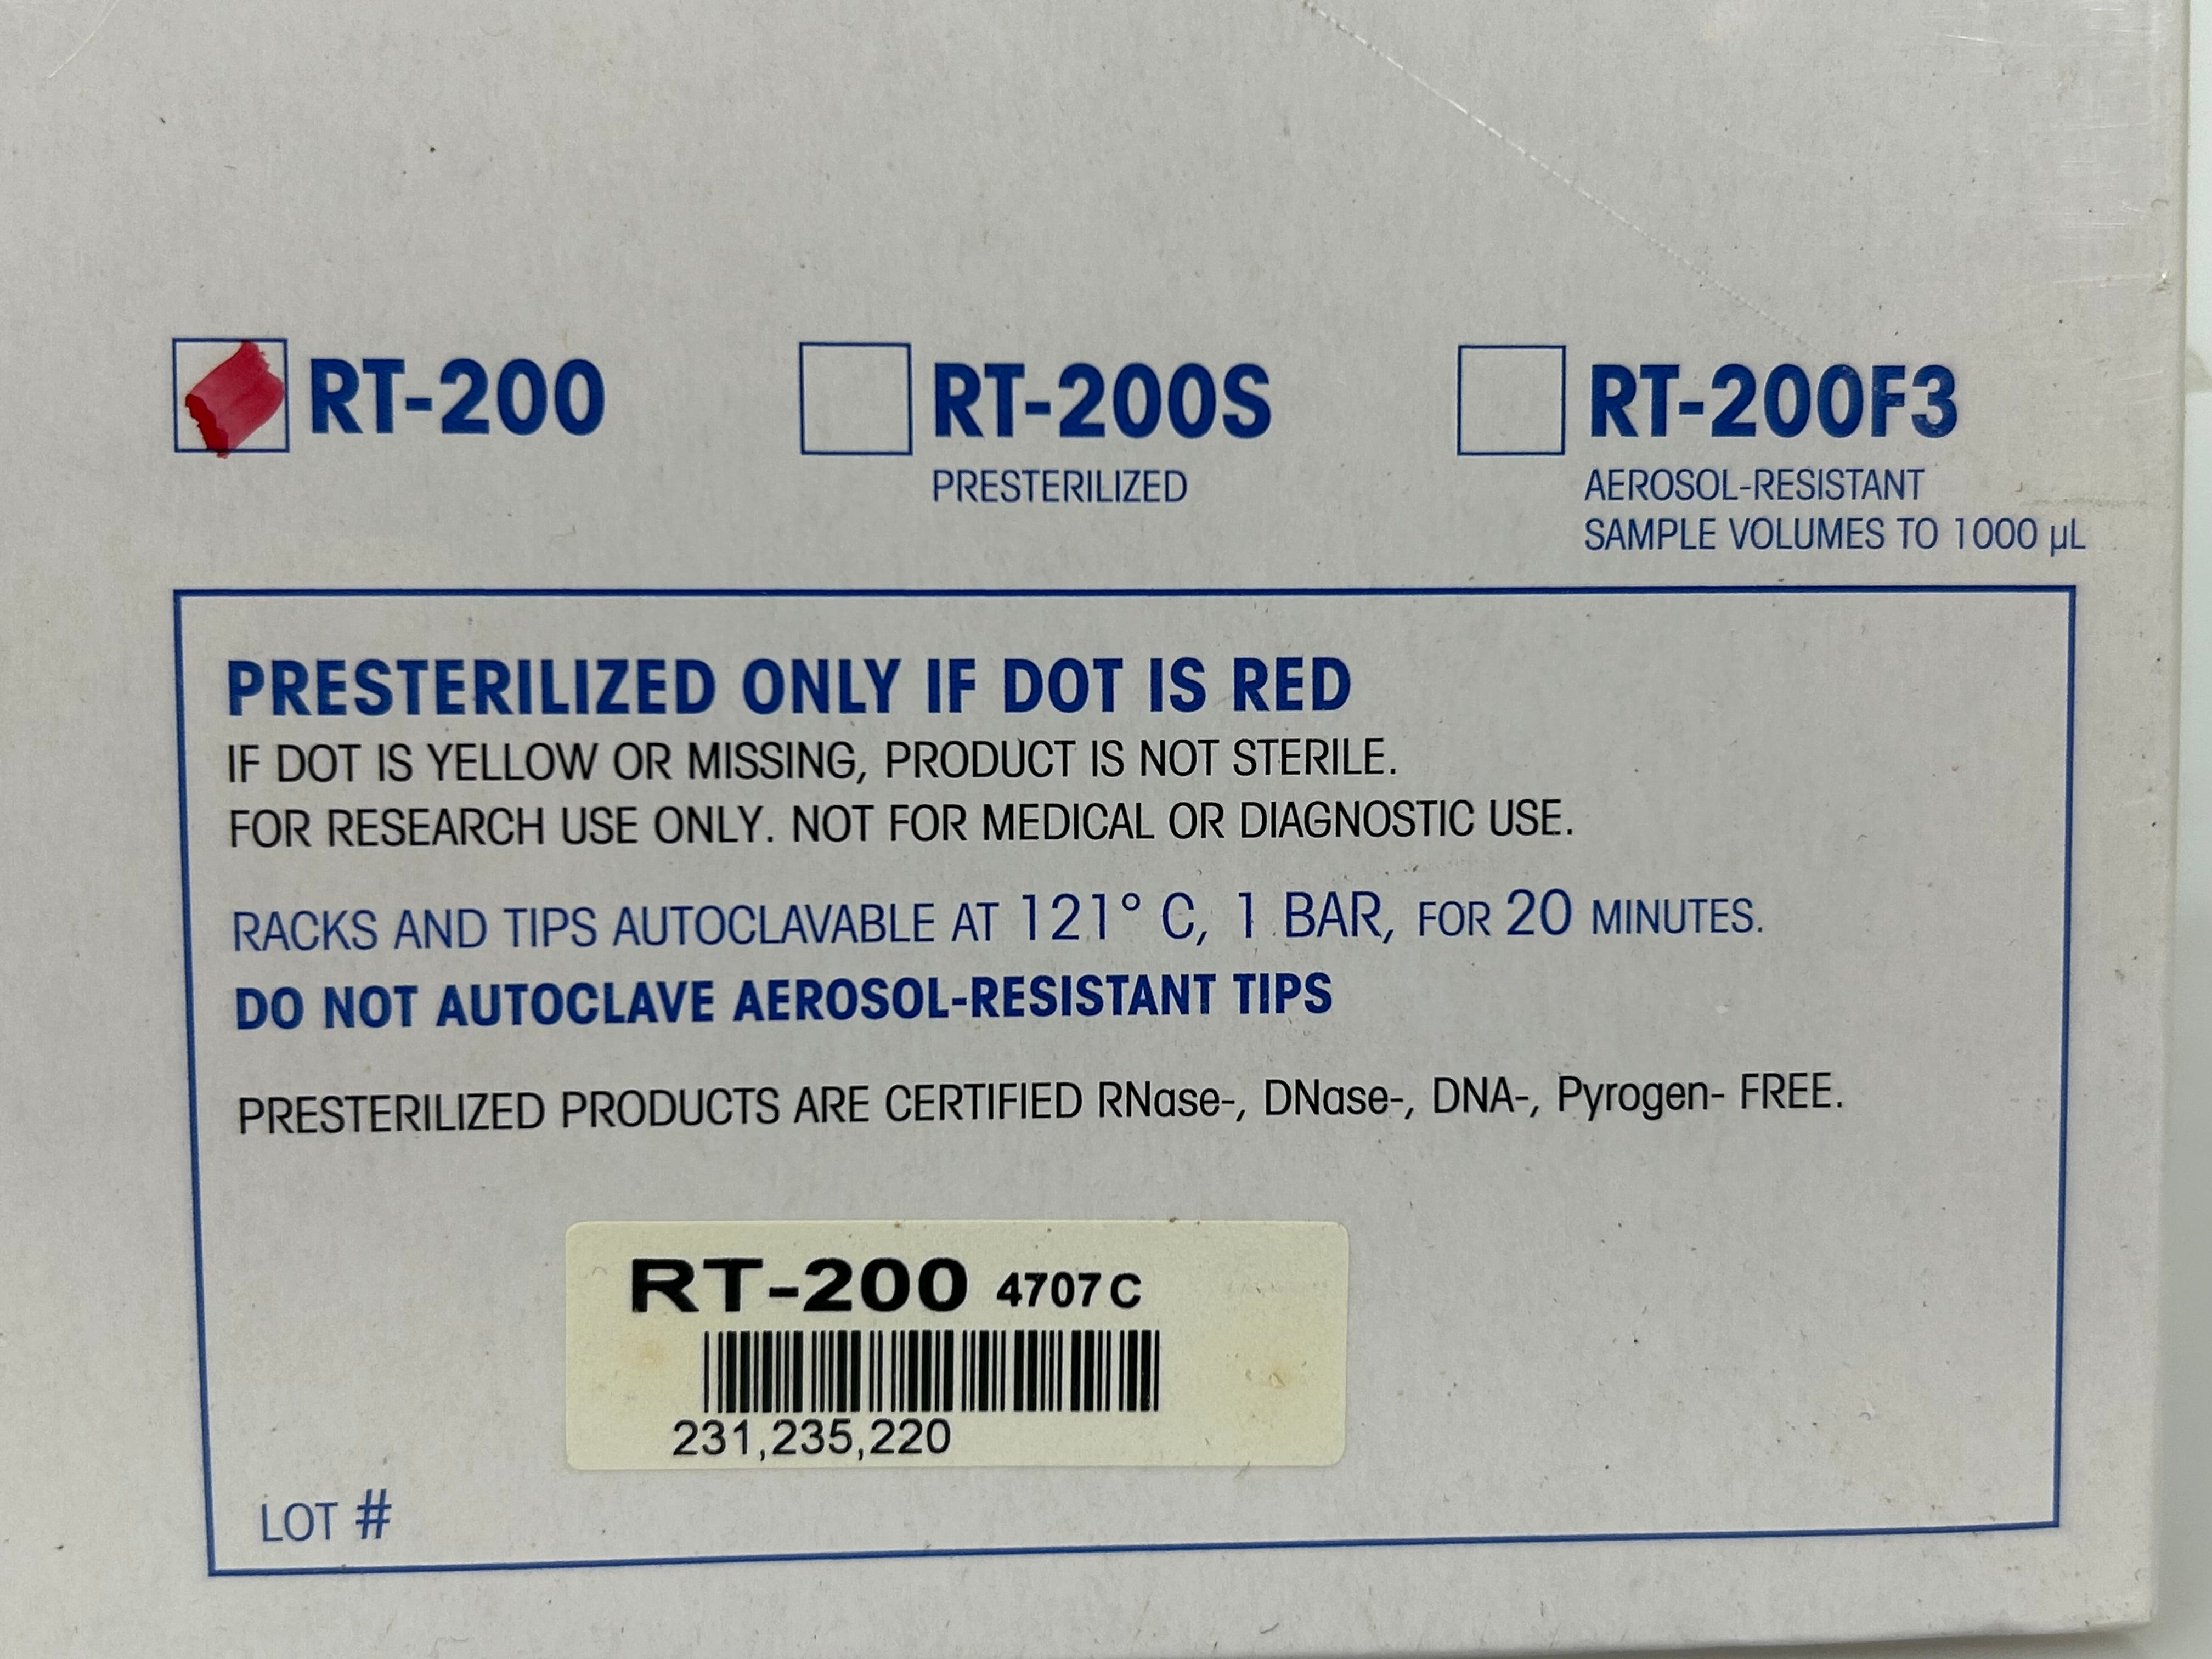 RT-200
RT-200S
PRESTERILIZED
RT-200F3
AEROSOL-RESISTANT
SAMPLE VOLUMES TO 1000 µL
PRESTERILIZED ONLY IF DOT IS RED
IF DOT IS YELLOW OR MISSING, PRODUCT IS NOT STERILE.
FOR RESEARCH USE ONLY. NOT FOR MEDICAL OR DIAGNOSTIC USE.
RACKS AND TIPS AUTOCLAVABLE AT 121° C, 1 BAR, FOR 20 MINUTES.
DO NOT AUTOCLAVE AEROSOL-RESISTANT TIPS
PRESTERILIZED PRODUCTS ARE CERTIFIED RNase-, DNase-, DNA-, Pyrogen- FREE.
RT-200 4707 C
231,235,220
LOT #